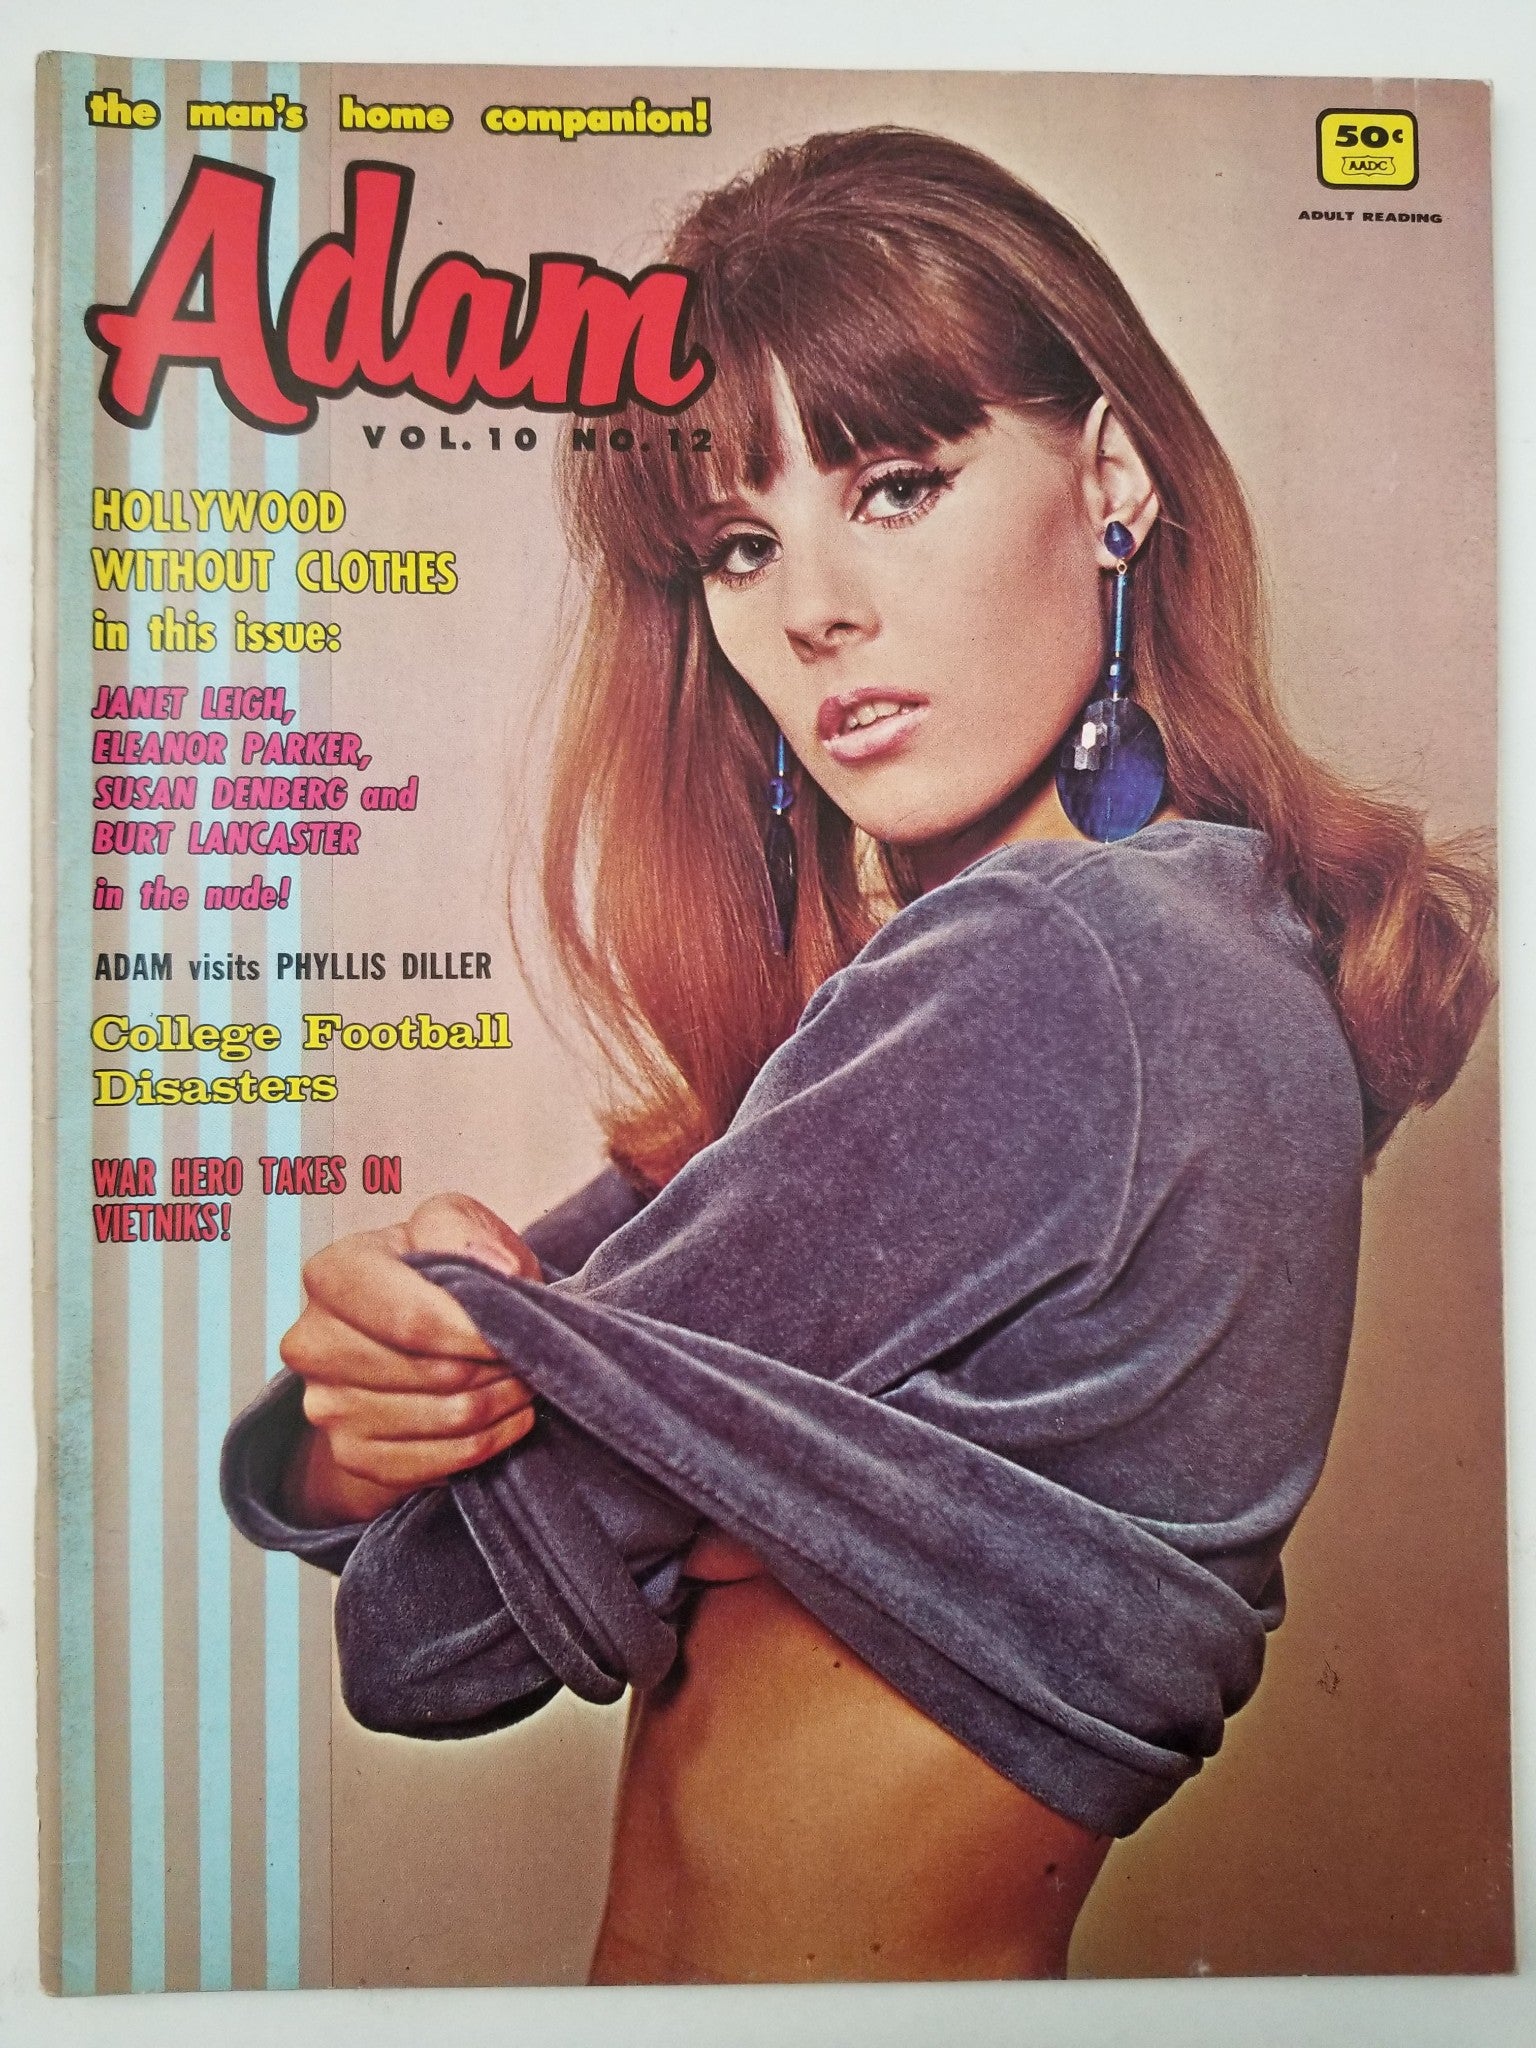 the man's home companion!
50c
AADC
ADULT READING
Adam
VOL. 10 NO. 12
HOLLYWOOD
WITHOUT CLOTHES
in this issue:
JANET LEIGH,
ELEANOR PARKER,
SUSAN DENBERG and
BURT LANCASTER
in the nude!
ADAM visits PHYLLIS DILLER
College Football
Disasters
WAR HERO TAKES ON
VIETNIKS!